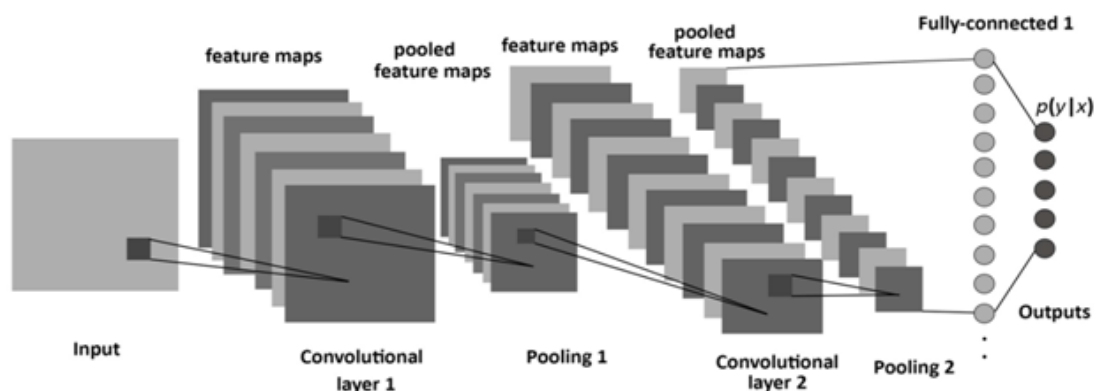 feature maps
pooled
feature maps
feature maps
pooled
feature maps
Fully-connected 1
p(y|x)
Input
Convolutional
layer 1
Pooling 1
Convolutional
layer 2
Pooling 2
Outputs